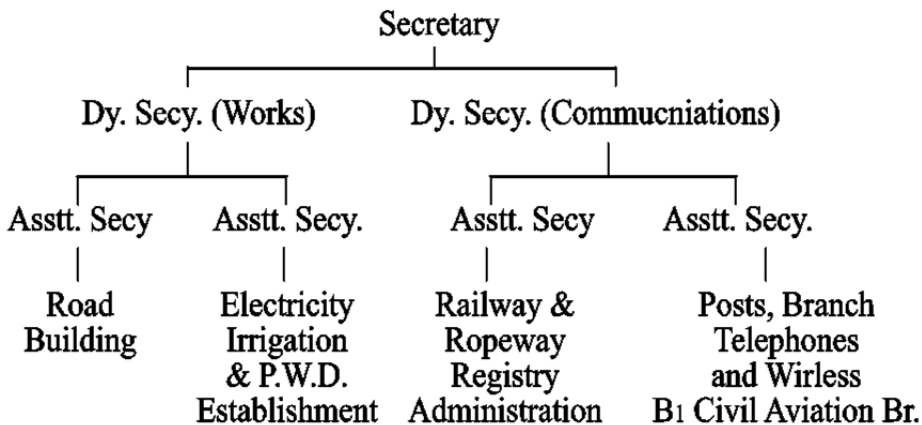 Secretary
Dy. Secy. (Works)
Dy. Secy. (Commucniations)
Asstt. Secy
Asstt. Secy.
Asstt. Secy
Asstt. Secy.
Road
Building
Electricity
Irrigation
& P.W.D.
Establishment
Railway &
Ropeway
Registry
Administration
Posts, Branch
Telephones
and Wirless
B1 Civil Aviation Br.